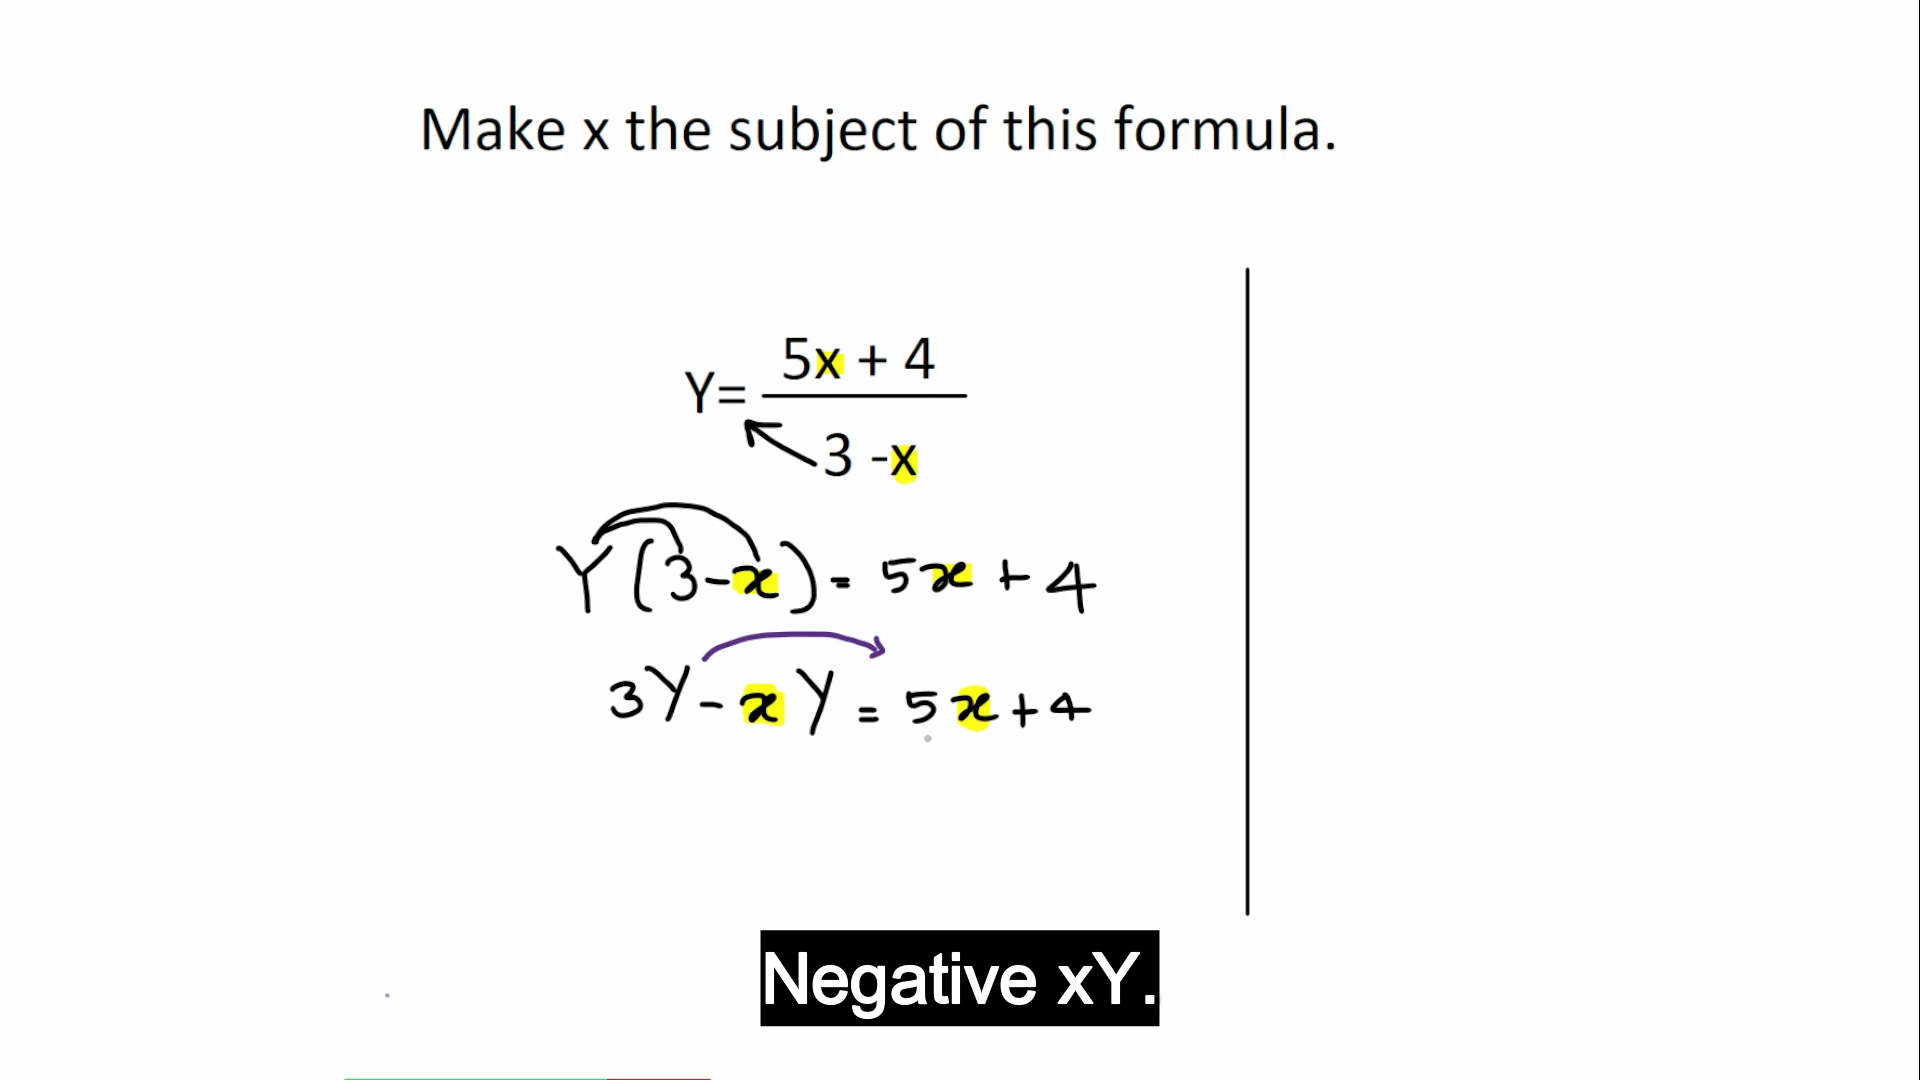 Make x the subject of this formula.
5x + 4
Y=
3 -x
Y(3-x) = 5x + 4
3Y - xY = 5x + 4
Negative xY.